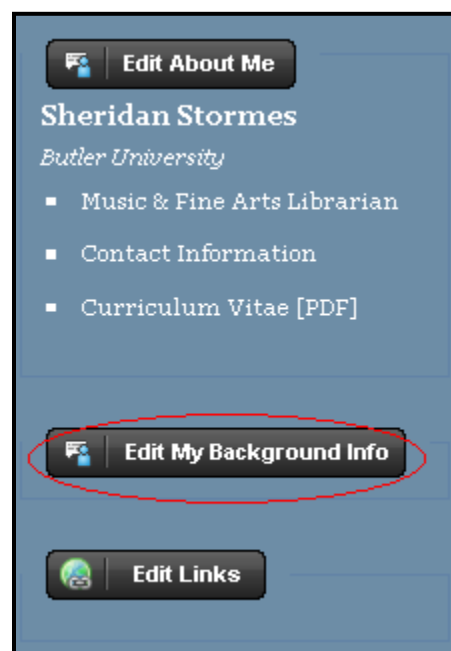 Edit About Me
Sheridan Stormes
Butler University
Music & Fine Arts Librarian
Contact Information
Curriculum Vitae [PDF]
Edit My Background Info
Edit Links